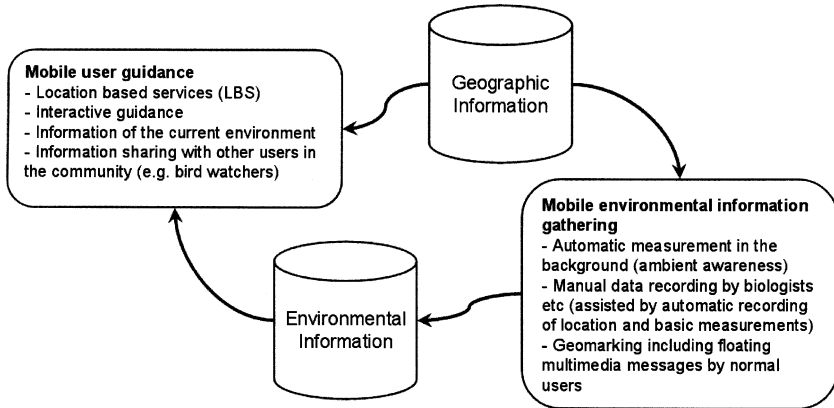 Mobile user guidance
- Location based services (LBS)
- Interactive guidance
- Information of the current environment
- Information sharing with other users in
the community (e.g. bird watchers)
Geographic
Information
Mobile environmental information
gathering
- Automatic measurement in the
background (ambient awareness)
- Manual data recording by biologists
etc (assisted by automatic recording
of location and basic measurements)
- Geomarking including floating
multimedia messages by normal
users
Environmental
Information